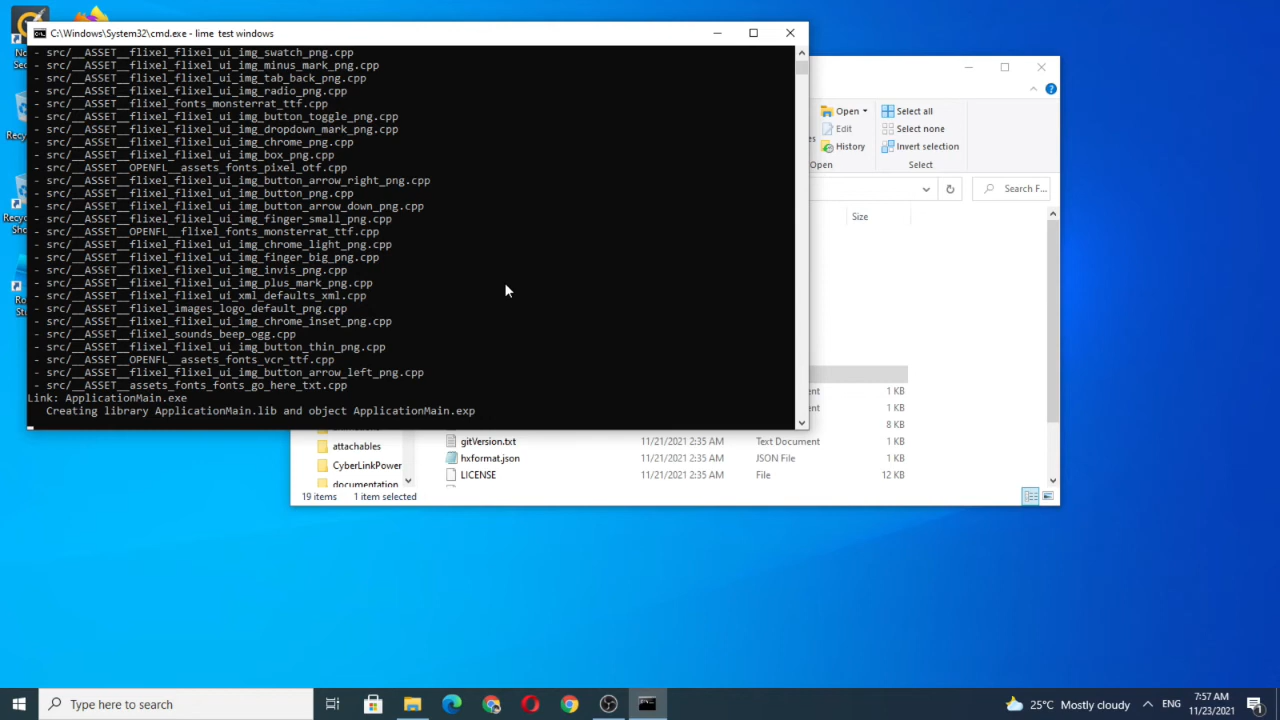 C:\Windows\System32\cmd.exe - lime test windows
- src/__ASSET__flixel_flixel_ui_img_swatch_png.cpp
- src/__ASSET__flixel_flixel_ui_img_minus_mark_png.cpp
- src/__ASSET__flixel_flixel_ui_img_tab_back_png.cpp
- src/__ASSET__flixel_flixel_ui_img_radio_png.cpp
- src/__ASSET__flixel_fonts_monsterrat_ttf.cpp
- src/__ASSET__flixel_flixel_ui_img_button_toggle_png.cpp
- src/__ASSET__flixel_flixel_ui_img_dropdown_mark_png.cpp
- src/__ASSET__flixel_flixel_ui_img_chrome_png.cpp
- src/__ASSET__flixel_flixel_ui_img_box_png.cpp
- src/__ASSET__OPENFL__assets_fonts_pixel_otf.cpp
- src/__ASSET__flixel_flixel_ui_img_button_arrow_right_png.cpp
- src/__ASSET__flixel_flixel_ui_img_button_png.cpp
- src/__ASSET__flixel_flixel_ui_img_button_arrow_down_png.cpp
- src/__ASSET__flixel_flixel_ui_img_finger_small_png.cpp
- src/__ASSET__OPENFL__flixel_fonts_monsterrat_ttf.cpp
- src/__ASSET__flixel_flixel_ui_img_chrome_light_png.cpp
- src/__ASSET__flixel_flixel_ui_img_finger_big_png.cpp
- src/__ASSET__flixel_flixel_ui_img_invis_png.cpp
- src/__ASSET__flixel_flixel_ui_img_plus_mark_png.cpp
- src/__ASSET__flixel_flixel_ui_xml_defaults_xml.cpp
- src/__ASSET__flixel_images_logo_default_png.cpp
- src/__ASSET__flixel_flixel_ui_img_chrome_inset_png.cpp
- src/__ASSET__flixel_sounds_beep_ogg.cpp
- src/__ASSET__flixel_flixel_ui_img_button_thin_png.cpp
- src/__ASSET__OPENFL__assets_fonts_vcr_ttf.cpp
- src/__ASSET__flixel_flixel_ui_img_button_arrow_left_png.cpp
- src/__ASSET__assets_fonts_fonts_go_here_txt.cpp
Link: ApplicationMain.exe
Creating library ApplicationMain.lib and object ApplicationMain.exp
Open
Select all
Edit
Select none
History
Invert selection
Open
Select
Search F...
Size
1 KB
1 KB
8 KB
attachables
gitVersion.txt 11/21/2021 2:35 AM Text Document 1 KB
CyberLinkPower
hxformat.json 11/21/2021 2:35 AM JSON File 1 KB
documentation
LICENSE 11/21/2021 2:35 AM File 12 KB
19 items 1 item selected
Type here to search
25°C Mostly cloudy
ENG
7:57 AM
11/23/2021